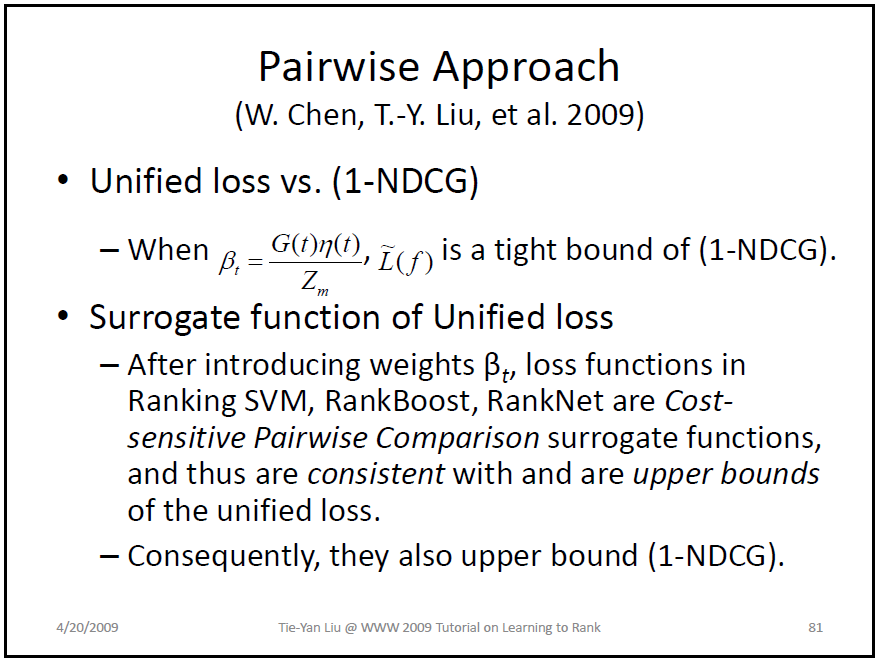 Pairwise Approach
(W. Chen, T.-Y. Liu, et al. 2009)
• Unified loss vs. (1-NDCG)
– When β_t = G(t)η(t) / Z_m, L̃(f) is a tight bound of (1-NDCG).
• Surrogate function of Unified loss
– After introducing weights β_t, loss functions in
Ranking SVM, RankBoost, RankNet are Cost-
sensitive Pairwise Comparison surrogate functions,
and thus are consistent with and are upper bounds
of the unified loss.
– Consequently, they also upper bound (1-NDCG).
4/20/2009 Tie-Yan Liu @ WWW 2009 Tutorial on Learning to Rank 81